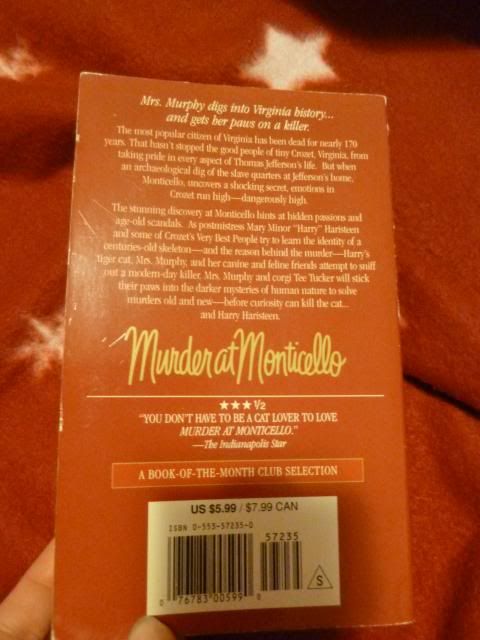 Mrs. Murphy digs into Virginia history...
and gets her paws on a killer.
The most popular citizen of Virginia has been dead for nearly 170
years. That hasn't stopped the good people of tiny Crozet, Virginia, from
taking pride in every aspect of Thomas Jefferson's life. But when
an archaeological dig of the slave quarters at Jefferson's home,
Monticello, uncovers a shocking secret, emotions in
Crozet run high—dangerously high.
The stunning discovery at Monticello hints at hidden passions and
age-old scandals. As postmistress Mary Minor "Harry" Haristeen
and some of Crozet's Very Best People try to learn the identity of a
centuries-old skeleton—and the reason behind the murder—Harry's
tiger cat, Mrs. Murphy, and her canine and feline friends attempt to sniff
out a modern-day killer. Mrs. Murphy and corgi Tee Tucker will stick
their paws into the darker mysteries of human nature to solve
murders old and new—before curiosity can kill the cat...
and Harry Haristeen.
Murder at Monticello
★★★ 1/2
"YOU DON'T HAVE TO BE A CAT LOVER TO LOVE
MURDER AT MONTICELLO."
—The Indianapolis Star
A BOOK-OF-THE-MONTH CLUB SELECTION
US $5.99 / $7.99 CAN
ISBN 0-553-57235-0
57235
0 76783 00599 0
S